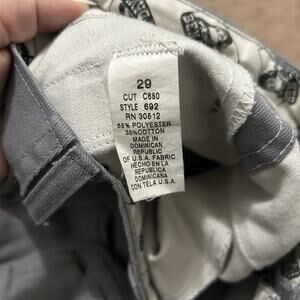 29
CUT C650
STYLE 692
RN 30512
65% POLYESTER
35%COTTON
MADE IN
DOMINICAN
REPUBLIC
OF U.S.A. FABRIC
HECHO EN LA
REPUBLICA
DOMINICANA
CON TELA U.S.A.